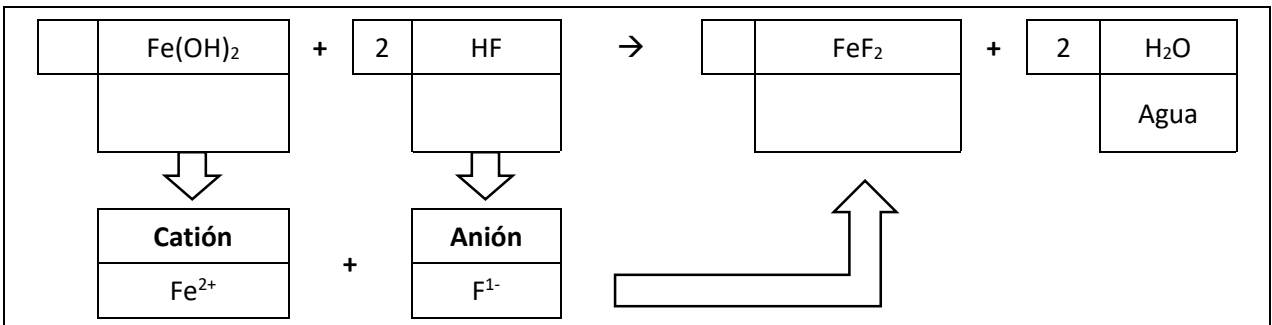 Fe(OH)₂ + 2 HF → FeF₂ + 2 H₂O
Agua
Catión Anión
+
Fe²⁺ F¹⁻